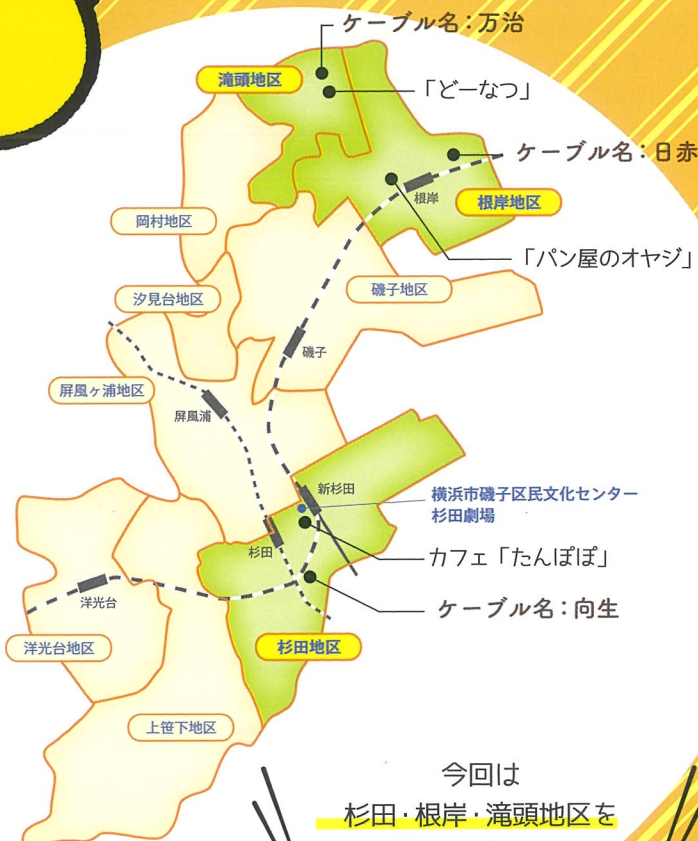 ケーブル名：万治
滝頭地区
「どーなつ」
ケーブル名：日赤
根岸
根岸地区
岡村地区
「パン屋のオヤジ」
磯子地区
汐見台地区
磯子
屏風ヶ浦地区
屏風浦
新杉田
横浜市磯子区民文化センター
杉田劇場
杉田
カフェ「たんぽぽ」
洋光台
ケーブル名：向生
洋光台地区
杉田地区
上笹下地区
今回は
杉田・根岸・滝頭地区を